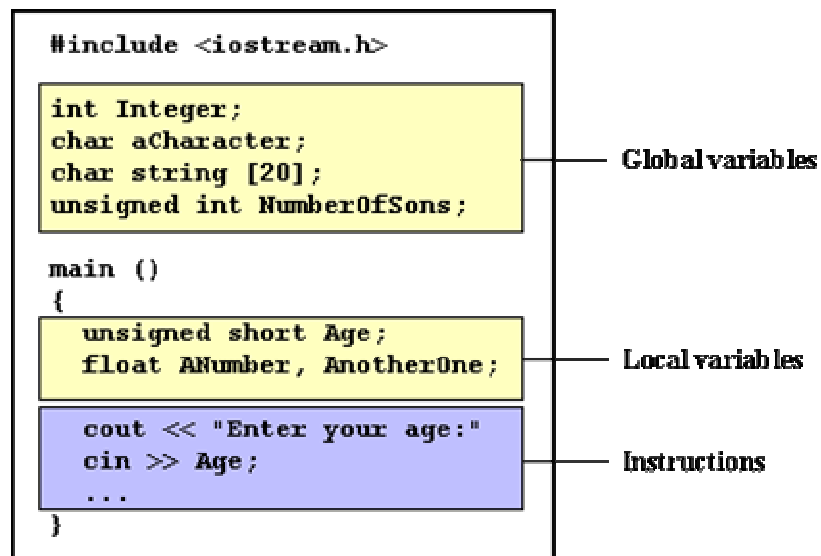 #include <iostream.h>
int Integer;
char aCharacter;
char string [20];
unsigned int NumberOfSons;
Global variables
main ()
{
unsigned short Age;
float ANumber, AnotherOne;
Local variables
cout << "Enter your age:"
cin >> Age;
...
Instructions
}